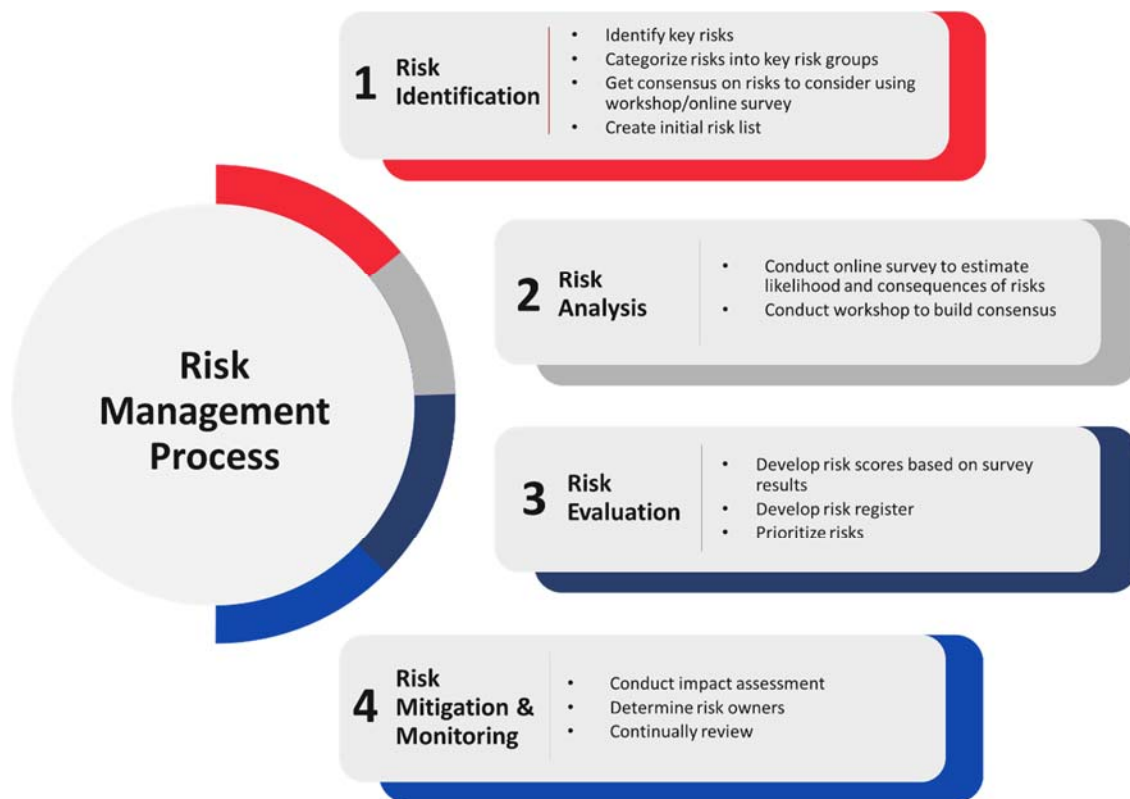 Risk
Management
Process
1
Risk
Identification
• Identify key risks
• Categorize risks into key risk groups
• Get consensus on risks to consider using
workshop/online survey
• Create initial risk list
2
Risk
Analysis
• Conduct online survey to estimate
likelihood and consequences of risks
• Conduct workshop to build consensus
3
Risk
Evaluation
• Develop risk scores based on survey
results
• Develop risk register
• Prioritize risks
4
Risk
Mitigation &
Monitoring
• Conduct impact assessment
• Determine risk owners
• Continually review